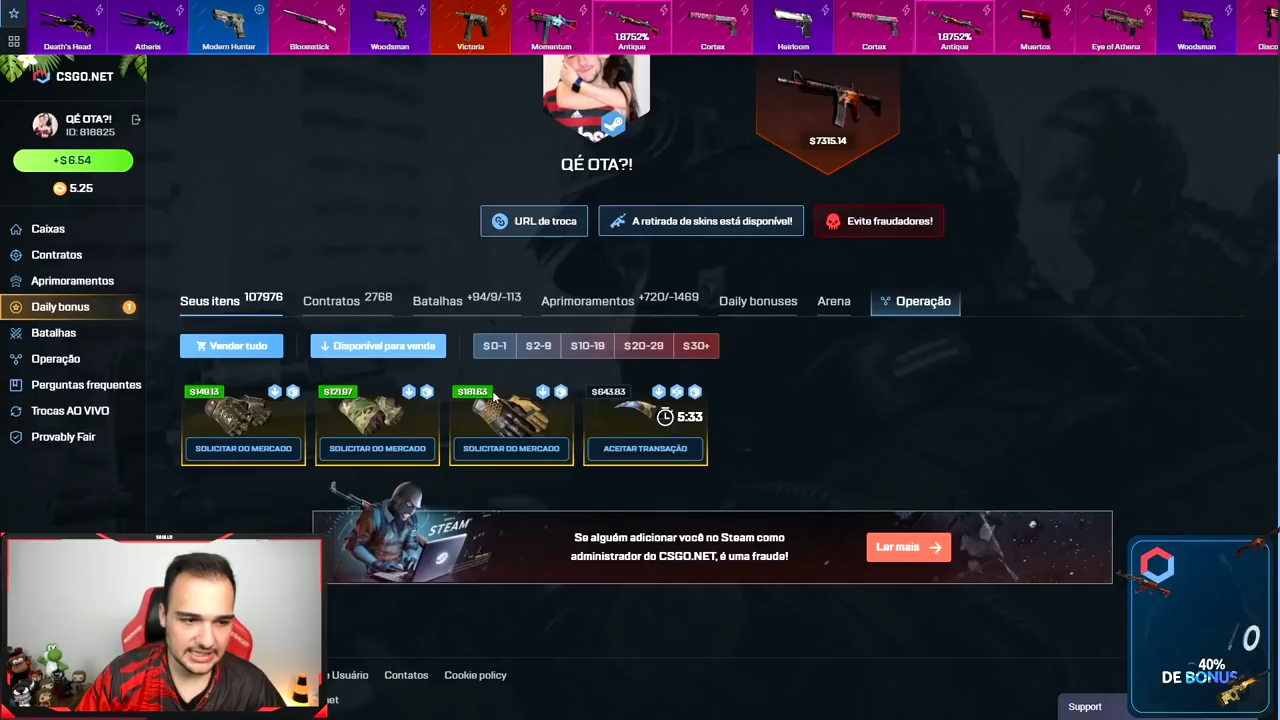 Death's Head
Atheris
Modern Hunter
Bloomstick
Woodsman
Victoria
Momentum
1.8752%
Antique
Cortex
Heirloom
Cortex
1.8752%
Antique
Muertos
Eye of Athena
Woodsman
Disco
CSGO.NET
QÉ OTA?!
ID: 818825
+$6.54
5.25
Caixas
Contratos
Aprimoramentos
Daily bonus 1
Batalhas
Operação
Perguntas frequentes
Trocas AO VIVO
Provably Fair
QÉ OTA?!
$7315.14
URL de troca
A retirada de skins está disponível!
Evite fraudadores!
Seus itens 107976
Contratos 2768
Batalhas +94/9/-113
Aprimoramentos +720/-1469
Daily bonuses
Arena
Operação
Vender tudo
Disponível para venda
$0-1
$2-9
$10-19
$20-29
$30+
$149.13
SOLICITAR DO MERCADO
$121.97
SOLICITAR DO MERCADO
$181.63
SOLICITAR DO MERCADO
$643.83
5:33
ACEITAR TRANSAÇÃO
STEAM
Se alguém adicionar você no Steam como
administrador do CSGO.NET, é uma fraude!
Ler mais
e Usuário
Contatos
Cookie policy
net
0
40%
DE BONUS
Support